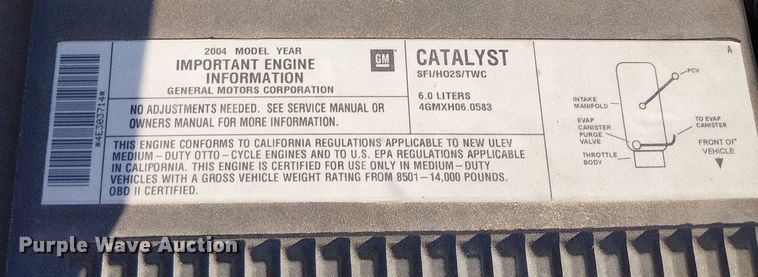 *4E303714*
2004 MODEL YEAR
IMPORTANT ENGINE
INFORMATION
GENERAL MOTORS CORPORATION
GM
CATALYST
SFI/HO2S/TWC
6.0 LITERS
4GMXH06.0583
NO ADJUSTMENTS NEEDED. SEE SERVICE MANUAL OR
OWNERS MANUAL FOR MORE INFORMATION.
THIS ENGINE CONFORMS TO CALIFORNIA REGULATIONS APPLICABLE TO NEW ULEV
MEDIUM-DUTY OTTO-CYCLE ENGINES AND TO U.S. EPA REGULATIONS APPLICABLE
IN CALIFORNIA. THIS ENGINE IS CERTIFIED FOR USE ONLY IN MEDIUM-DUTY
VEHICLES WITH A GROSS VEHICLE WEIGHT RATING FROM 8501-14,000 POUNDS.
OBD II CERTIFIED.
A
PCV
INTAKE
MANIFOLD
EVAP
CANISTER
PURGE
VALVE
THROTTLE
BODY
TO EVAP
CANISTER
FRONT OF
VEHICLE
Purple Wave Auction